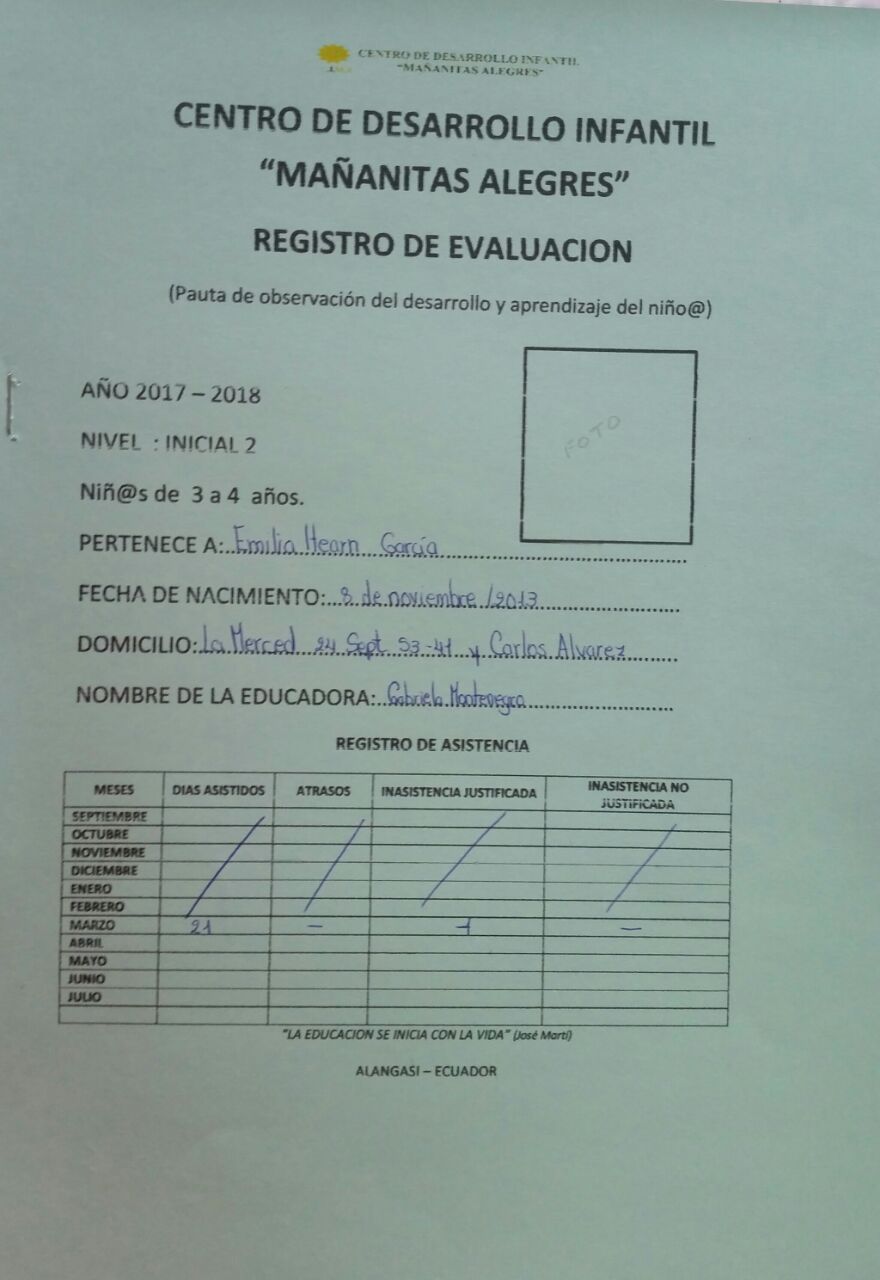 CENTRO DE DESARROLLO INFANTIL
"MAÑANITAS ALEGRES"
CENTRO DE DESARROLLO INFANTIL
“MAÑANITAS ALEGRES”
REGISTRO DE EVALUACION
(Pauta de observación del desarrollo y aprendizaje del niño@)
FOTO
AÑO 2017 – 2018
NIVEL : INICIAL 2
Niñ@s de 3 a 4 años.
PERTENECE A: Emilia Hearn García
FECHA DE NACIMIENTO: 8 de noviembre /2013
DOMICILIO: La Merced 24 Sept S3-41 y Carlos Alvarez
NOMBRE DE LA EDUCADORA: Gabriela Montenegro
REGISTRO DE ASISTENCIA
MESES DIAS ASISTIDOS ATRASOS INASISTENCIA JUSTIFICADA INASISTENCIA NO JUSTIFICADA
SEPTIEMBRE
OCTUBRE
NOVIEMBRE
DICIEMBRE
ENERO
FEBRERO
MARZO 21 – 1 —
ABRIL
MAYO
JUNIO
JULIO
"LA EDUCACION SE INICIA CON LA VIDA" (José Martí)
ALANGASI – ECUADOR